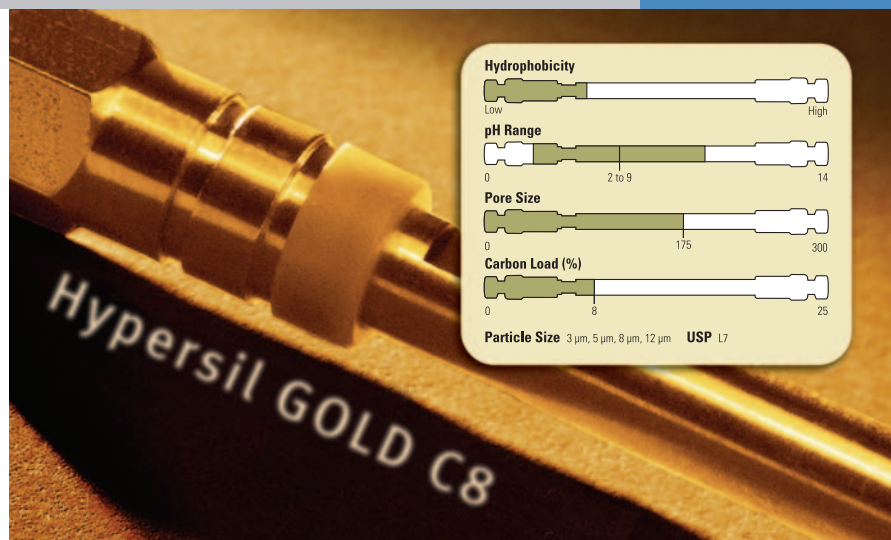 Hydrophobicity
Low High
pH Range
0 2 to 9 14
Pore Size
0 175 300
Carbon Load (%)
0 8 25
Particle Size 3 µm, 5 µm, 8 µm, 12 µm USP L7
Hypersil GOLD C8